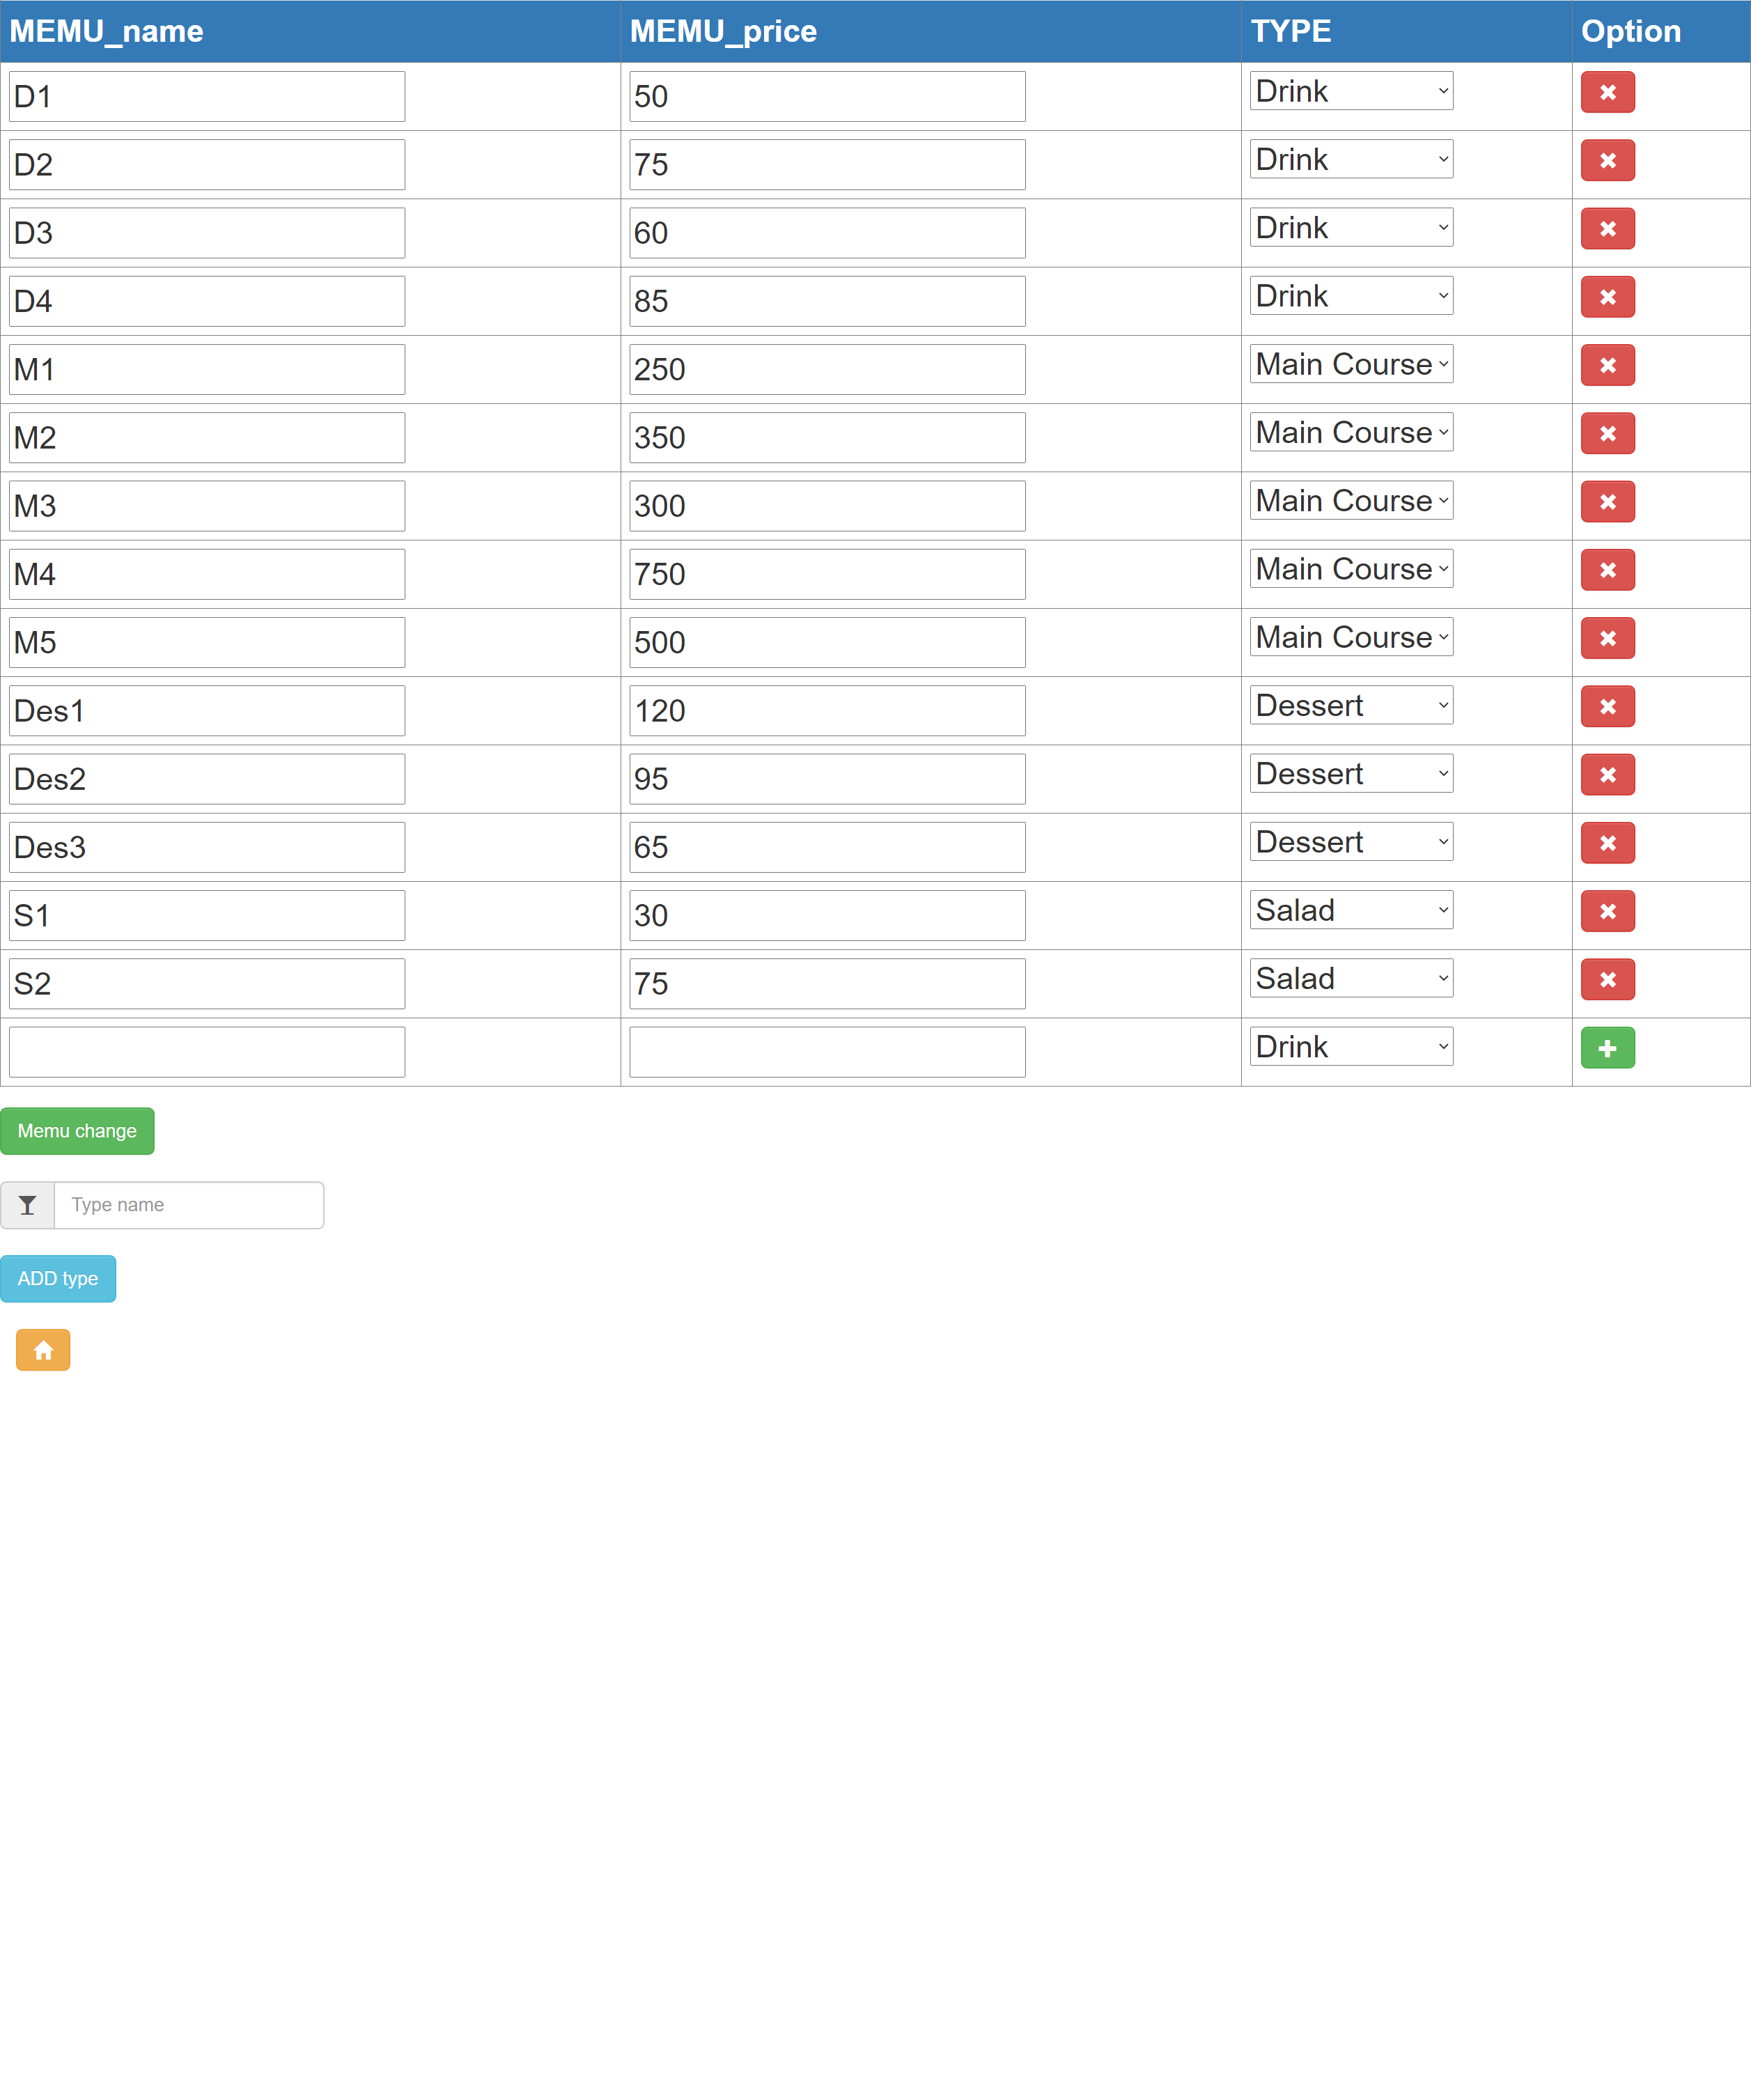 MEMU_name MEMU_price TYPE Option
D1 50 Drink
D2 75 Drink
D3 60 Drink
D4 85 Drink
M1 250 Main Course
M2 350 Main Course
M3 300 Main Course
M4 750 Main Course
M5 500 Main Course
Des1 120 Dessert
Des2 95 Dessert
Des3 65 Dessert
S1 30 Salad
S2 75 Salad
Drink
Memu change
Type name
ADD type